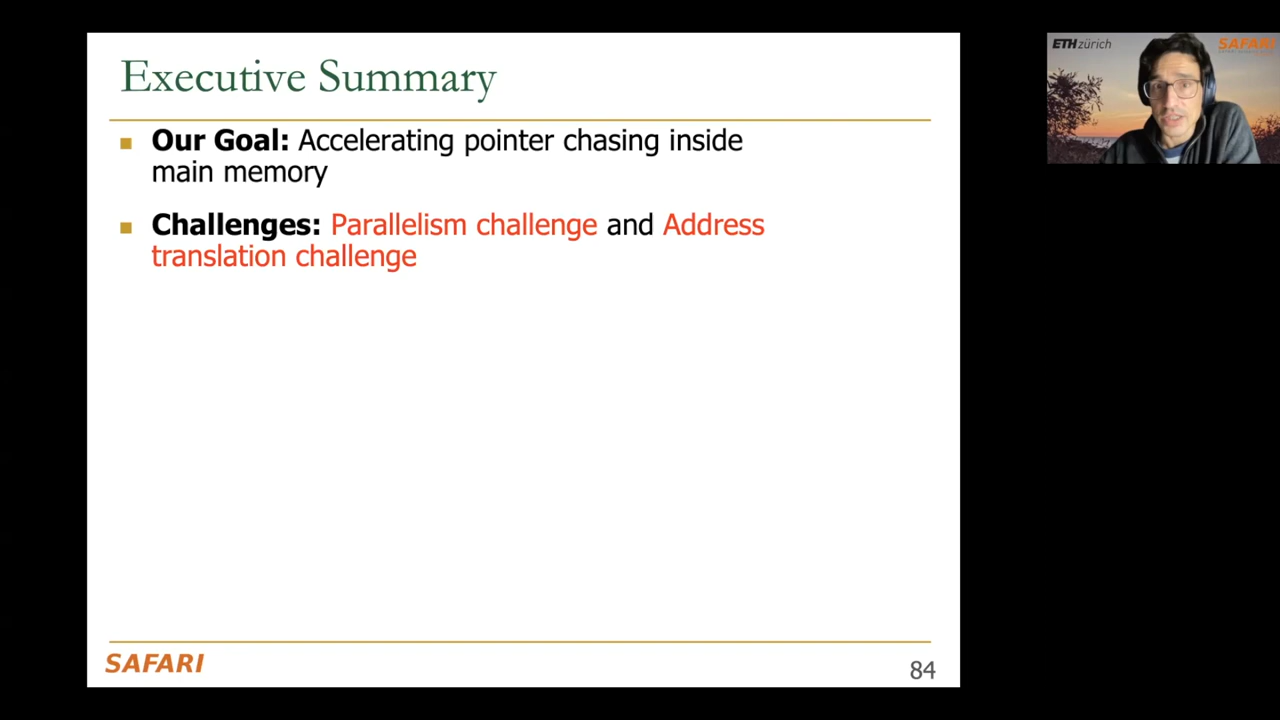 Executive Summary
Our Goal: Accelerating pointer chasing inside
main memory
Challenges: Parallelism challenge and Address
translation challenge
SAFARI
84
ETH zürich
SAFARI